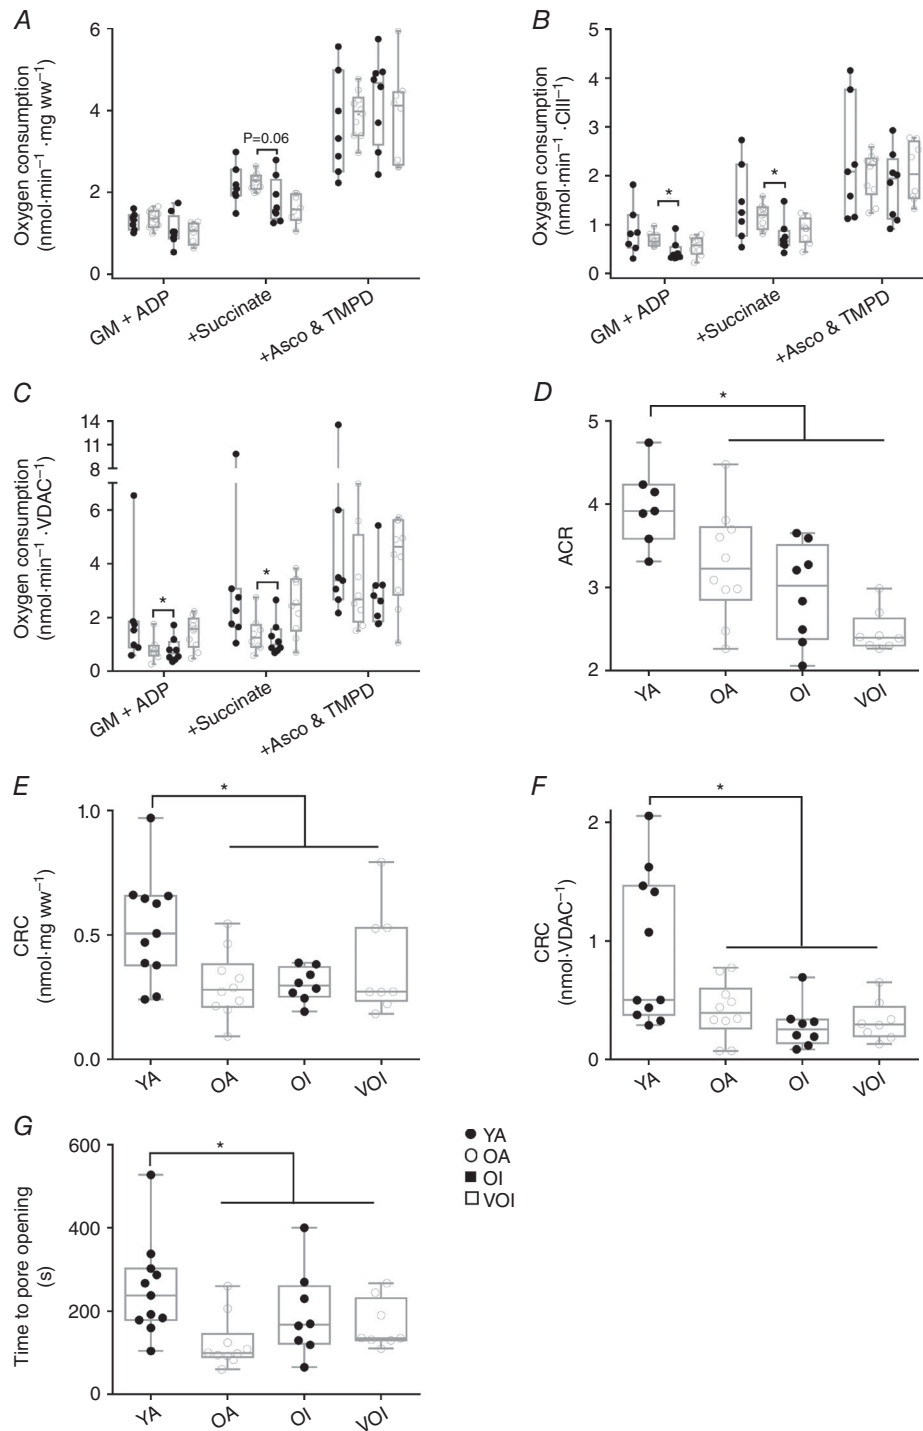 A
Oxygen consumption
(nmol·min⁻¹ ·mg ww⁻¹)
6
4
2
0
P=0.06
GM + ADP
+Succinate
+Asco & TMPD
B
Oxygen consumption
(nmol·min⁻¹ ·CIII⁻¹)
5
4
3
2
1
0
*
*
GM + ADP
+Succinate
+Asco & TMPD
C
Oxygen consumption
(nmol·min⁻¹ ·VDAC⁻¹)
14
11
8
6
4
2
0
*
*
GM + ADP
+Succinate
+Asco & TMPD
D
ACR
5
4
3
2
*
YA
OA
OI
VOI
E
CRC
(nmol·mg ww⁻¹)
1.0
0.5
0.0
*
YA
OA
OI
VOI
F
CRC
(nmol·VDAC⁻¹)
2
1
0
*
YA
OA
OI
VOI
G
Time to pore opening
(s)
600
400
200
0
*
YA
OA
OI
VOI
YA
OA
OI
VOI